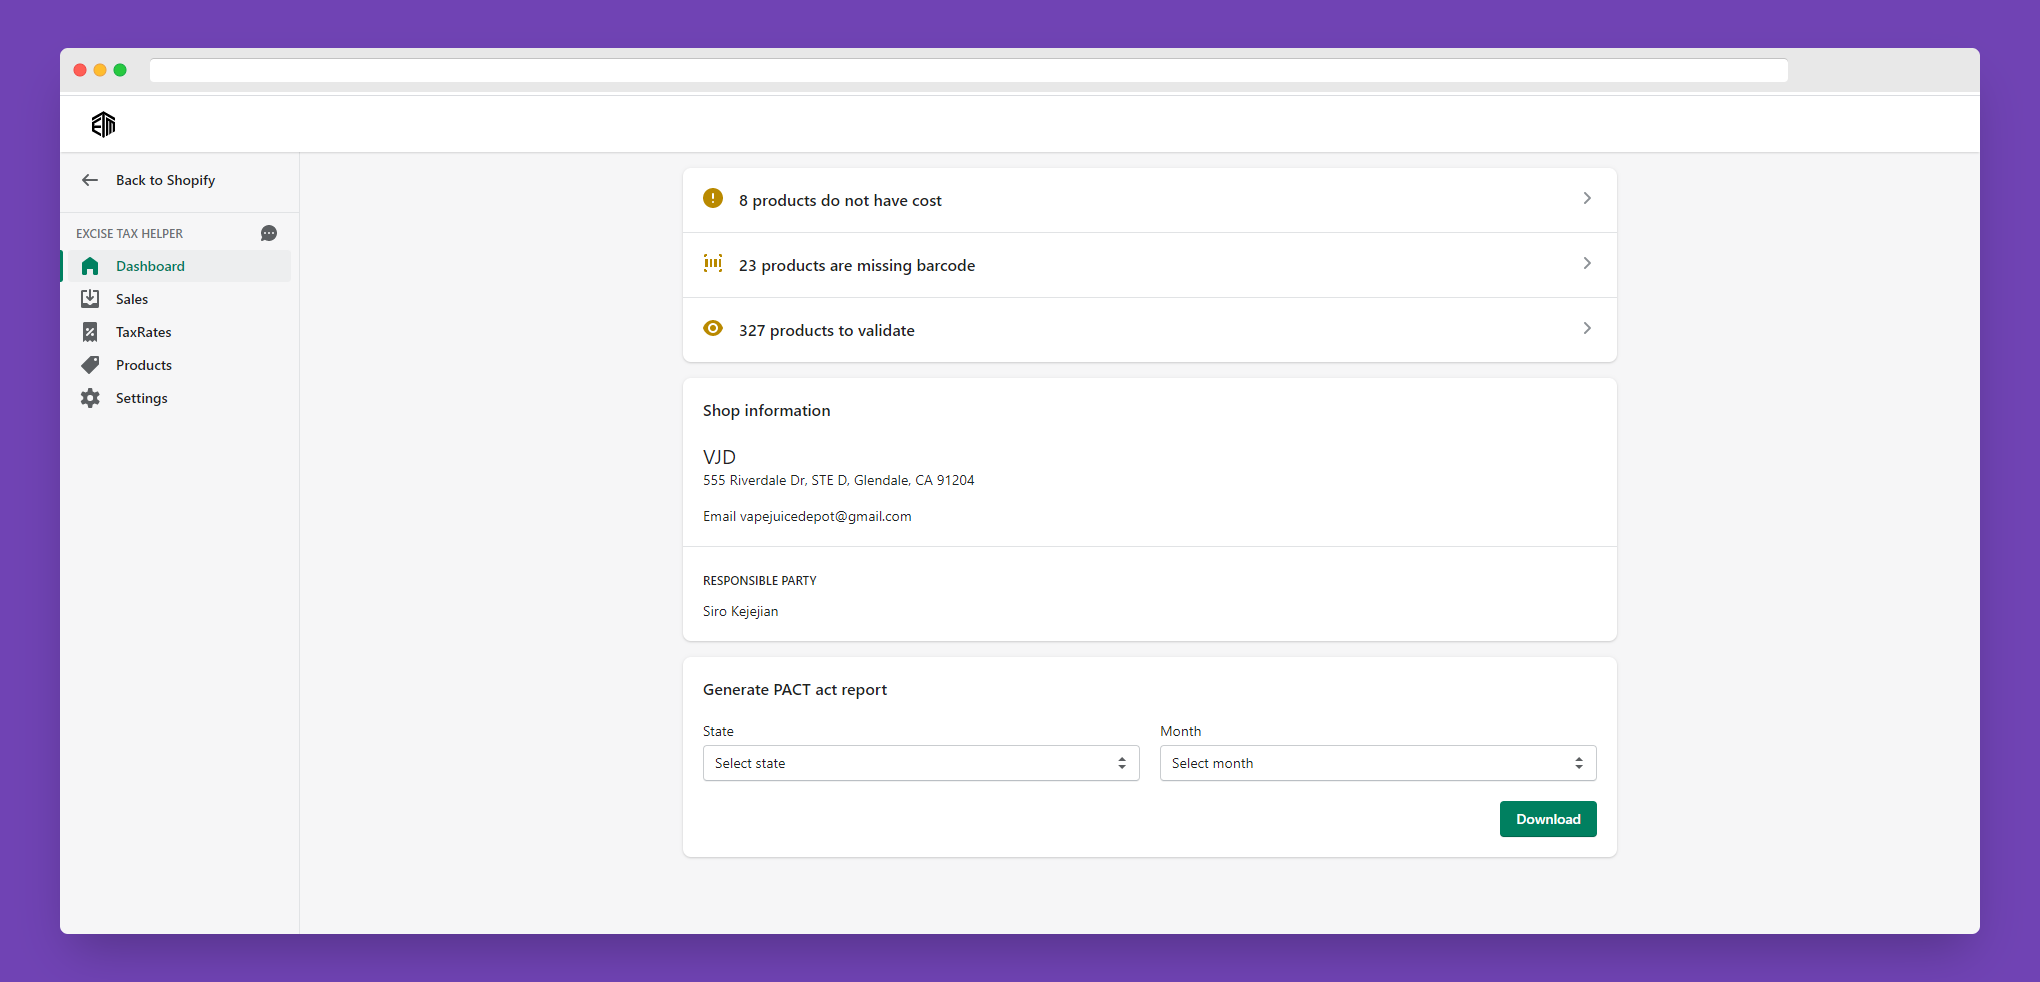 ETM
Back to Shopify
EXCISE TAX HELPER
Dashboard
Sales
TaxRates
Products
Settings
8 products do not have cost
23 products are missing barcode
327 products to validate
Shop information
VJD
555 Riverdale Dr, STE D, Glendale, CA 91204
Email vapejuicedepot@gmail.com
RESPONSIBLE PARTY
Siro Kejejian
Generate PACT act report
State
Month
Select state
Select month
Download